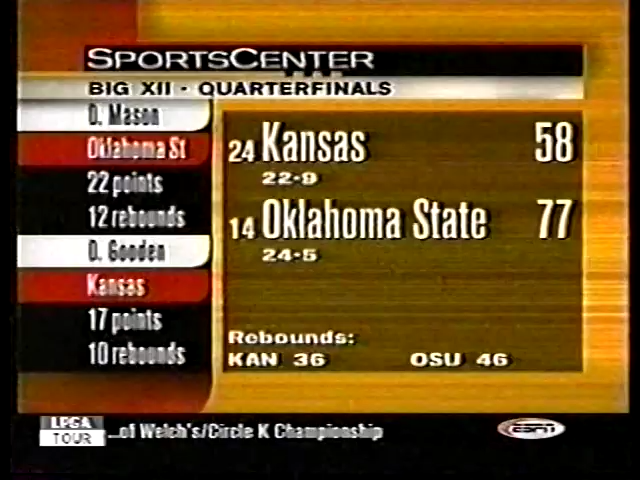 SPORTSCENTER
BIG XII · QUARTERFINALS
D. Mason
Oklahoma St
22 points
12 rebounds
D. Gooden
Kansas
17 points
10 rebounds
24 Kansas 58
22-9
14 Oklahoma State 77
24-5
Rebounds:
KAN 36 OSU 46
LPGA
TOUR
...of Welch's/Circle K Championship
ESPN